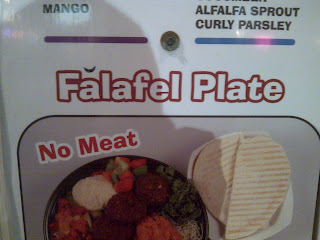 MANGO
ALFALFA SPROUT
CURLY PARSLEY
Falafel Plate
No Meat